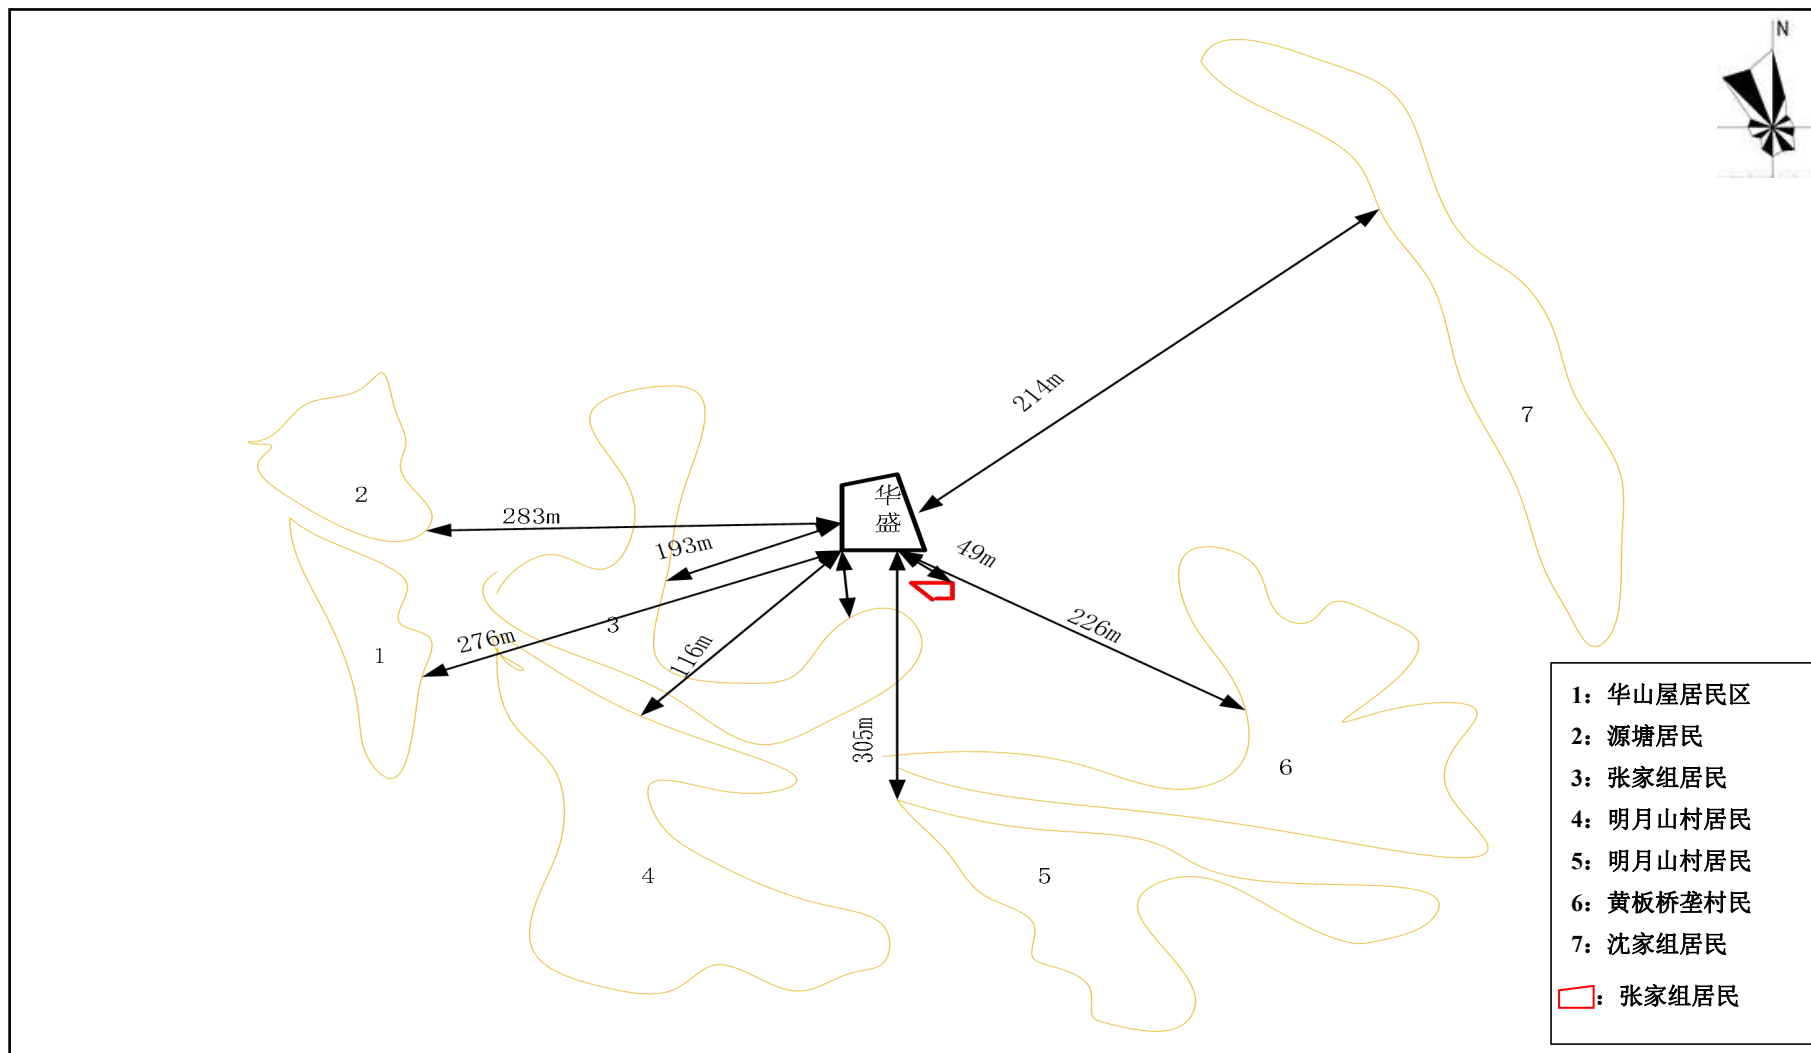 N
214m
7
华
盛
2
283m
193m
49m
3
276m
1
116m
226m
305m
6
4
5
1：华山屋居民区
2：源塘居民
3：张家组居民
4：明月山村居民
5：明月山村居民
6：黄板桥垄村民
7：沈家组居民
：张家组居民